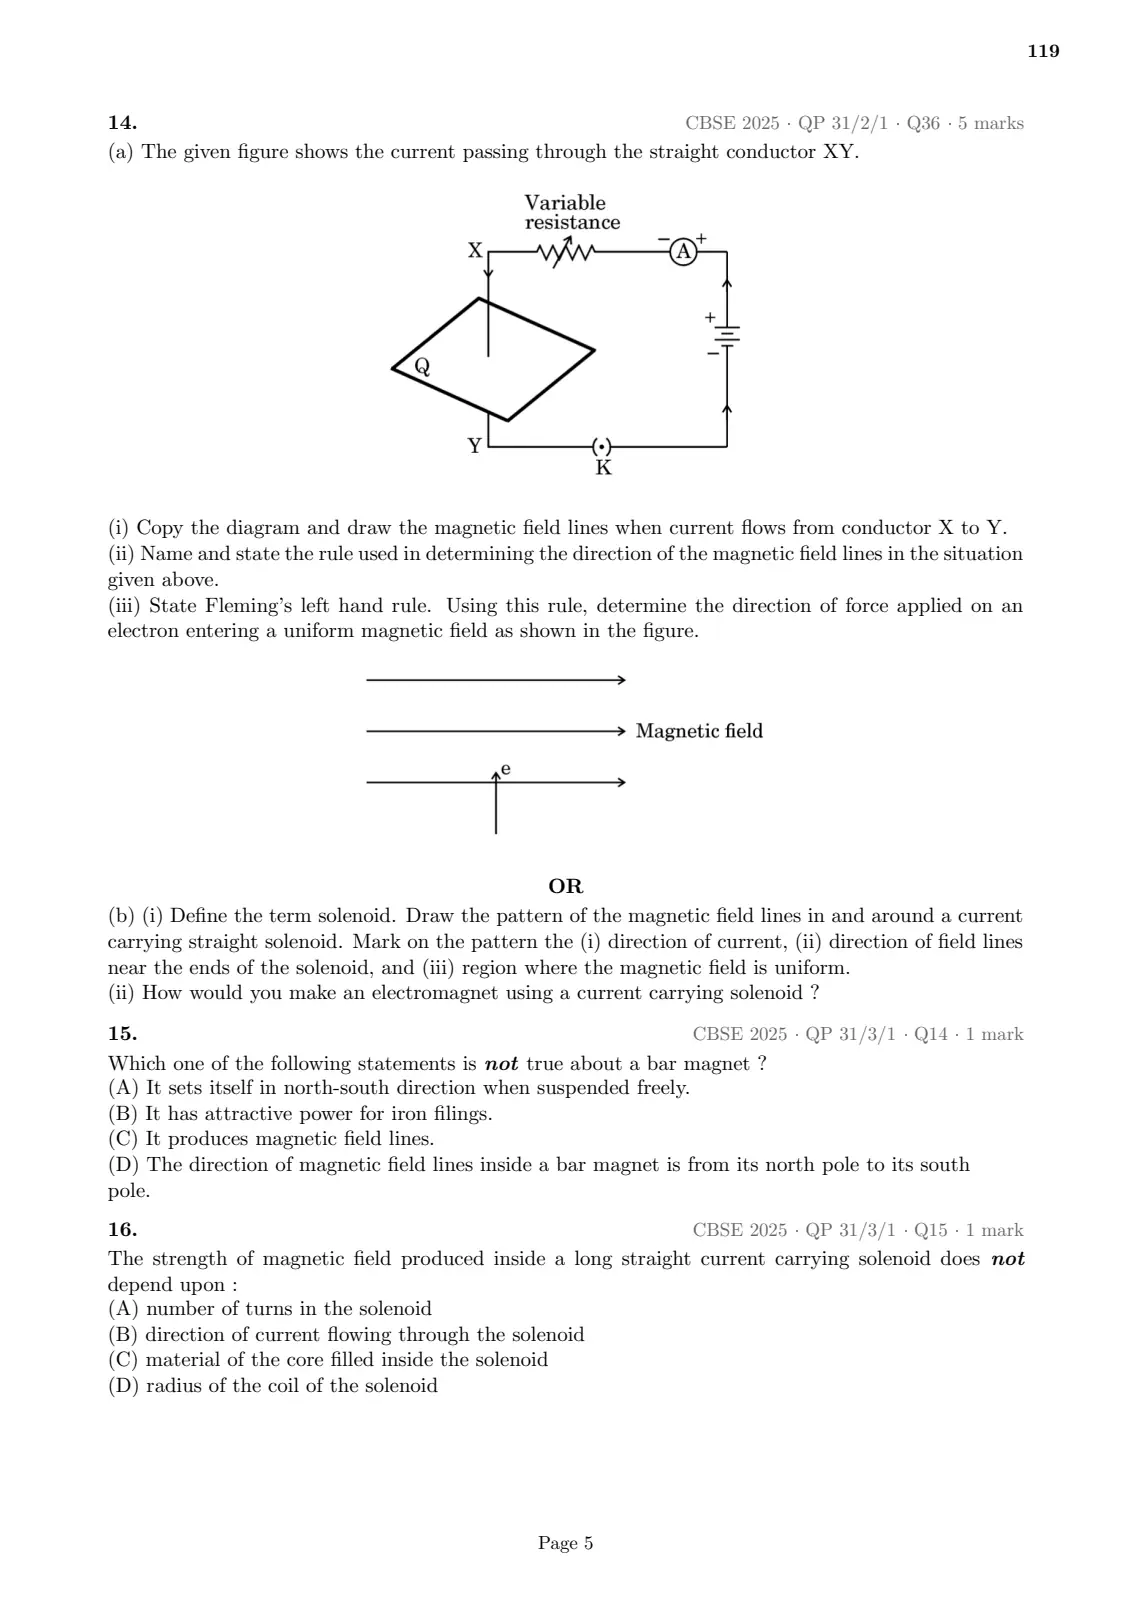 119
14. CBSE 2025 · QP 31/2/1 · Q36 · 5 marks
(a) The given figure shows the current passing through the straight conductor XY.
Variable
resistance
X
− A +
+
−
Q
Y
K
(i) Copy the diagram and draw the magnetic field lines when current flows from conductor X to Y.
(ii) Name and state the rule used in determining the direction of the magnetic field lines in the situation
given above.
(iii) State Fleming's left hand rule. Using this rule, determine the direction of force applied on an
electron entering a uniform magnetic field as shown in the figure.
Magnetic field
e
OR
(b) (i) Define the term solenoid. Draw the pattern of the magnetic field lines in and around a current
carrying straight solenoid. Mark on the pattern the (i) direction of current, (ii) direction of field lines
near the ends of the solenoid, and (iii) region where the magnetic field is uniform.
(ii) How would you make an electromagnet using a current carrying solenoid ?
15. CBSE 2025 · QP 31/3/1 · Q14 · 1 mark
Which one of the following statements is not true about a bar magnet ?
(A) It sets itself in north-south direction when suspended freely.
(B) It has attractive power for iron filings.
(C) It produces magnetic field lines.
(D) The direction of magnetic field lines inside a bar magnet is from its north pole to its south
pole.
16. CBSE 2025 · QP 31/3/1 · Q15 · 1 mark
The strength of magnetic field produced inside a long straight current carrying solenoid does not
depend upon :
(A) number of turns in the solenoid
(B) direction of current flowing through the solenoid
(C) material of the core filled inside the solenoid
(D) radius of the coil of the solenoid
Page 5